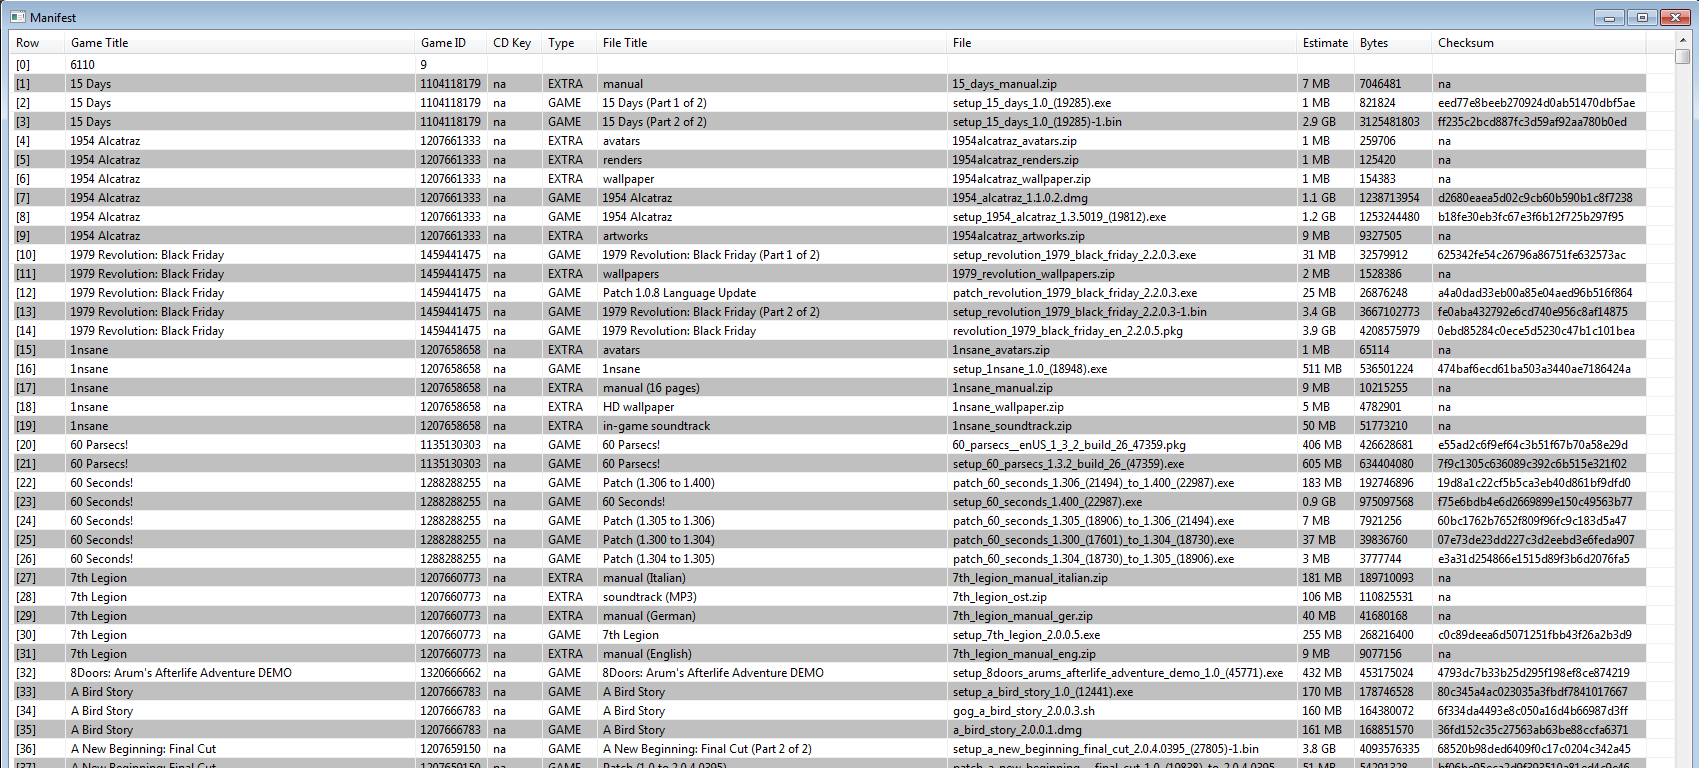 Manifest
Row Game Title Game ID CD Key Type File Title File Estimate Bytes Checksum
[0] 6110 9
[1] 15 Days 1104118179 na EXTRA manual 15_days_manual.zip 7 MB 7046481 na
[2] 15 Days 1104118179 na GAME 15 Days (Part 1 of 2) setup_15_days_1.0_(19285).exe 1 MB 821824 eed77e8beeb270924d0ab51470dbf5ae
[3] 15 Days 1104118179 na GAME 15 Days (Part 2 of 2) setup_15_days_1.0_(19285)-1.bin 2.9 GB 3125481803 ff235c2bcd887fc3d59af92aa780b0ed
[4] 1954 Alcatraz 1207661333 na EXTRA avatars 1954alcatraz_avatars.zip 1 MB 259706 na
[5] 1954 Alcatraz 1207661333 na EXTRA renders 1954alcatraz_renders.zip 1 MB 125420 na
[6] 1954 Alcatraz 1207661333 na EXTRA wallpaper 1954alcatraz_wallpaper.zip 1 MB 154383 na
[7] 1954 Alcatraz 1207661333 na GAME 1954 Alcatraz 1954_alcatraz_1.1.0.2.dmg 1.1 GB 1238713954 d2680eaea5d02c9cb60b590b1c8f7238
[8] 1954 Alcatraz 1207661333 na GAME 1954 Alcatraz setup_1954_alcatraz_1.3.5019_(19812).exe 1.2 GB 1253244480 b18fe30eb3fc67e3f6b12f725b297f95
[9] 1954 Alcatraz 1207661333 na EXTRA artworks 1954alcatraz_artworks.zip 9 MB 9327505 na
[10] 1979 Revolution: Black Friday 1459441475 na GAME 1979 Revolution: Black Friday (Part 1 of 2) setup_revolution_1979_black_friday_2.2.0.3.exe 31 MB 32579912 625342fe54c26796a86751fe632573ac
[11] 1979 Revolution: Black Friday 1459441475 na EXTRA wallpapers 1979_revolution_wallpapers.zip 2 MB 1528386 na
[12] 1979 Revolution: Black Friday 1459441475 na GAME Patch 1.0.8 Language Update patch_revolution_1979_black_friday_2.2.0.3.exe 25 MB 26876248 a4a0dad33eb00a85e04aed96b516f864
[13] 1979 Revolution: Black Friday 1459441475 na GAME 1979 Revolution: Black Friday (Part 2 of 2) setup_revolution_1979_black_friday_2.2.0.3-1.bin 3.4 GB 3667102773 fe0aba432792e6cd740e956c8af14875
[14] 1979 Revolution: Black Friday 1459441475 na GAME 1979 Revolution: Black Friday revolution_1979_black_friday_en_2.2.0.5.pkg 3.9 GB 4208575979 0ebd85284c0ece5d5230c47b1c101bea
[15] 1nsane 1207658658 na EXTRA avatars 1nsane_avatars.zip 1 MB 65114 na
[16] 1nsane 1207658658 na GAME 1nsane setup_1nsane_1.0_(18948).exe 511 MB 536501224 474baf6ecd61ba503a3440ae7186424a
[17] 1nsane 1207658658 na EXTRA manual (16 pages) 1nsane_manual.zip 9 MB 10215255 na
[18] 1nsane 1207658658 na EXTRA HD wallpaper 1nsane_wallpaper.zip 5 MB 4782901 na
[19] 1nsane 1207658658 na EXTRA in-game soundtrack 1nsane_soundtrack.zip 50 MB 51773210 na
[20] 60 Parsecs! 1135130303 na GAME 60 Parsecs! 60_parsecs__enUS_1_3_2_build_26_47359.pkg 406 MB 426628681 e55ad2c6f9ef64c3b51f67b70a58e29d
[21] 60 Parsecs! 1135130303 na GAME 60 Parsecs! setup_60_parsecs_1.3.2_build_26_(47359).exe 605 MB 634404080 7f9c1305c636089c392c6b515e321f02
[22] 60 Seconds! 1288288255 na GAME Patch (1.306 to 1.400) patch_60_seconds_1.306_(21494)_to_1.400_(22987).exe 183 MB 192746896 19d8a1c22cf5b5ca3eb40d861bf9dfd0
[23] 60 Seconds! 1288288255 na GAME 60 Seconds! setup_60_seconds_1.400_(22987).exe 0.9 GB 975097568 f75e6bdb4e6d2669899e150c49563b77
[24] 60 Seconds! 1288288255 na GAME Patch (1.305 to 1.306) patch_60_seconds_1.305_(18906)_to_1.306_(21494).exe 7 MB 7921256 60bc1762b7652f809f96fc9c183d5a47
[25] 60 Seconds! 1288288255 na GAME Patch (1.300 to 1.304) patch_60_seconds_1.300_(17601)_to_1.304_(18730).exe 37 MB 39836760 07e73de23dd227c3d2eebd3e6feda907
[26] 60 Seconds! 1288288255 na GAME Patch (1.304 to 1.305) patch_60_seconds_1.304_(18730)_to_1.305_(18906).exe 3 MB 3777744 e3a31d254866e1515d89f3b6d2076fa5
[27] 7th Legion 1207660773 na EXTRA manual (Italian) 7th_legion_manual_italian.zip 181 MB 189710093 na
[28] 7th Legion 1207660773 na EXTRA soundtrack (MP3) 7th_legion_ost.zip 106 MB 110825531 na
[29] 7th Legion 1207660773 na EXTRA manual (German) 7th_legion_manual_ger.zip 40 MB 41680168 na
[30] 7th Legion 1207660773 na GAME 7th Legion setup_7th_legion_2.0.0.5.exe 255 MB 268216400 c0c89deea6d5071251fbb43f26a2b3d9
[31] 7th Legion 1207660773 na EXTRA manual (English) 7th_legion_manual_eng.zip 9 MB 9077156 na
[32] 8Doors: Arum's Afterlife Adventure DEMO 1320666662 na GAME 8Doors: Arum's Afterlife Adventure DEMO setup_8doors_arums_afterlife_adventure_demo_1.0_(45771).exe 432 MB 453175024 4793dc7b33b25d295f198ef8ce874219
[33] A Bird Story 1207666783 na GAME A Bird Story setup_a_bird_story_1.0_(12441).exe 170 MB 178746528 80c345a4ac023035a3fbdf7841017667
[34] A Bird Story 1207666783 na GAME A Bird Story gog_a_bird_story_2.0.0.3.sh 160 MB 164380072 6f334da4493e8c050a16d4b66987d3ff
[35] A Bird Story 1207666783 na GAME A Bird Story a_bird_story_2.0.0.1.dmg 161 MB 168851570 36fd152c35c27563ab63be88ccfa6371
[36] A New Beginning: Final Cut 1207659150 na GAME A New Beginning: Final Cut (Part 2 of 2) setup_a_new_beginning_final_cut_2.0.4.0395_(27805)-1.bin 3.8 GB 4093576335 68520b98ded6409f0c17c0204c342a45
[37] A New Beginning: Final Cut 1207659150 na GAME Patch (1.0 to 2.0.4.0395) 51 MB